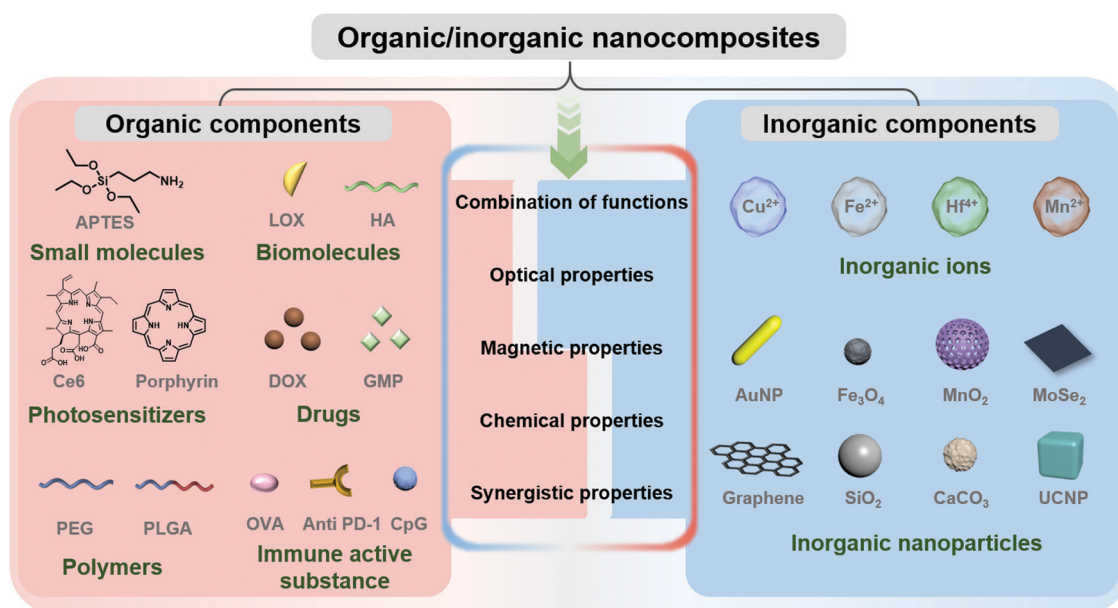 Organic/inorganic nanocomposites
Organic components
Si
O
O
O
NH₂
APTES
Small molecules
LOX
HA
Biomolecules
NH
N
N
HN
O
OH
HO
O
O
OH
Ce6
N
NH
HN
N
Porphyrin
Photosensitizers
DOX
GMP
Drugs
PEG
PLGA
Polymers
OVA
Anti PD-1
CpG
Immune active
substance
Combination of functions
Optical properties
Magnetic properties
Chemical properties
Synergistic properties
Inorganic components
Cu²⁺
Fe²⁺
Hf⁴⁺
Mn²⁺
Inorganic ions
AuNP
Fe₃O₄
MnO₂
MoSe₂
Graphene
SiO₂
CaCO₃
UCNP
Inorganic nanoparticles